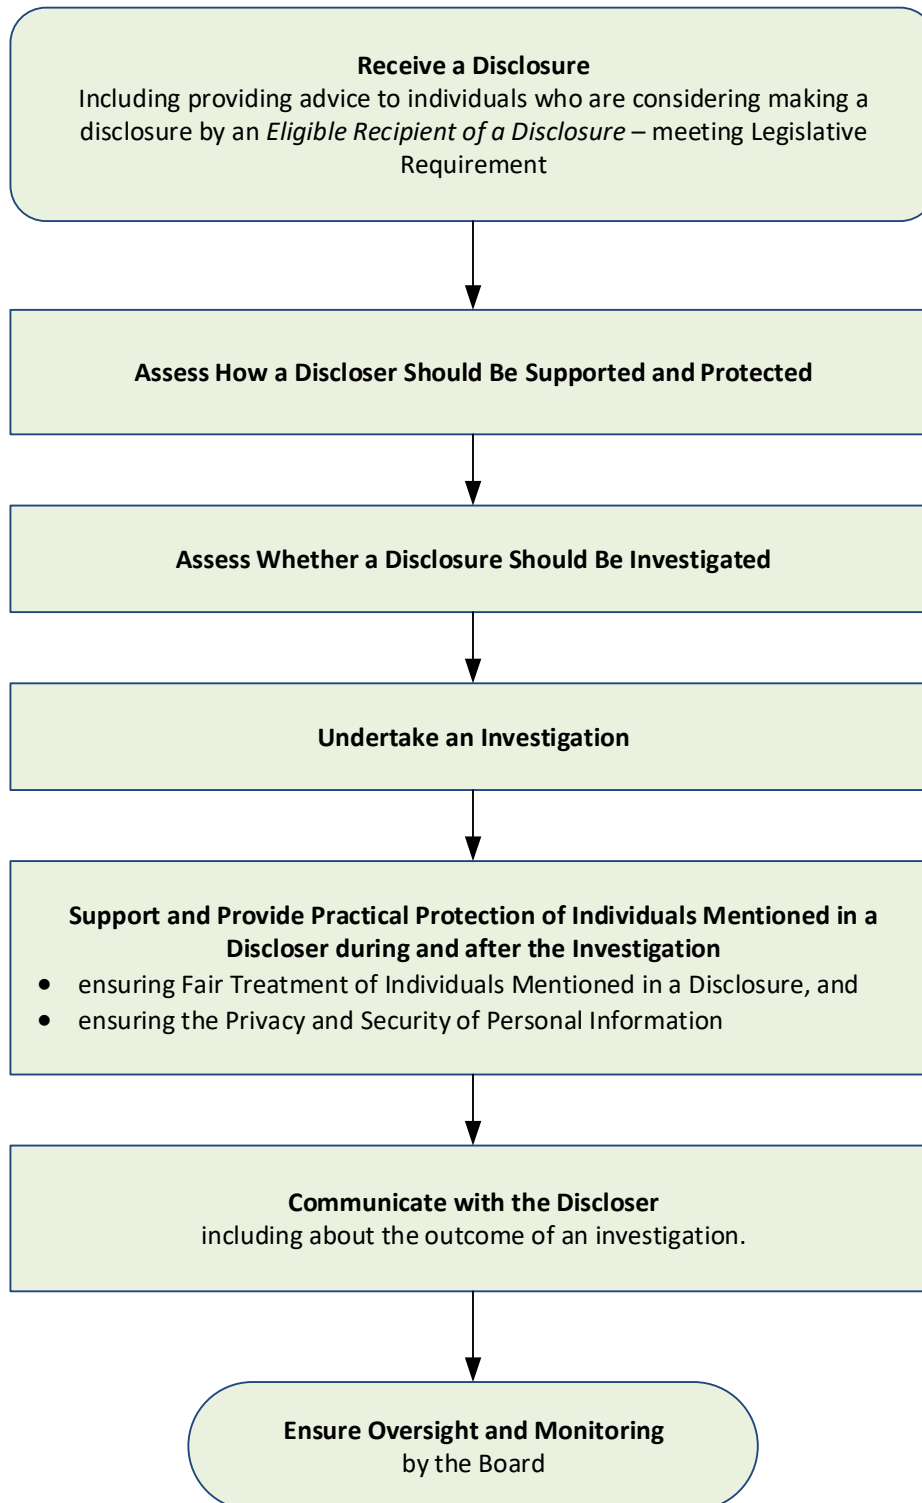 Receive a Disclosure
Including providing advice to individuals who are considering making a
disclosure by an Eligible Recipient of a Disclosure – meeting Legislative
Requirement
Assess How a Discloser Should Be Supported and Protected
Assess Whether a Disclosure Should Be Investigated
Undertake an Investigation
Support and Provide Practical Protection of Individuals Mentioned in a
Discloser during and after the Investigation
• ensuring Fair Treatment of Individuals Mentioned in a Disclosure, and
• ensuring the Privacy and Security of Personal Information
Communicate with the Discloser
including about the outcome of an investigation.
Ensure Oversight and Monitoring
by the Board